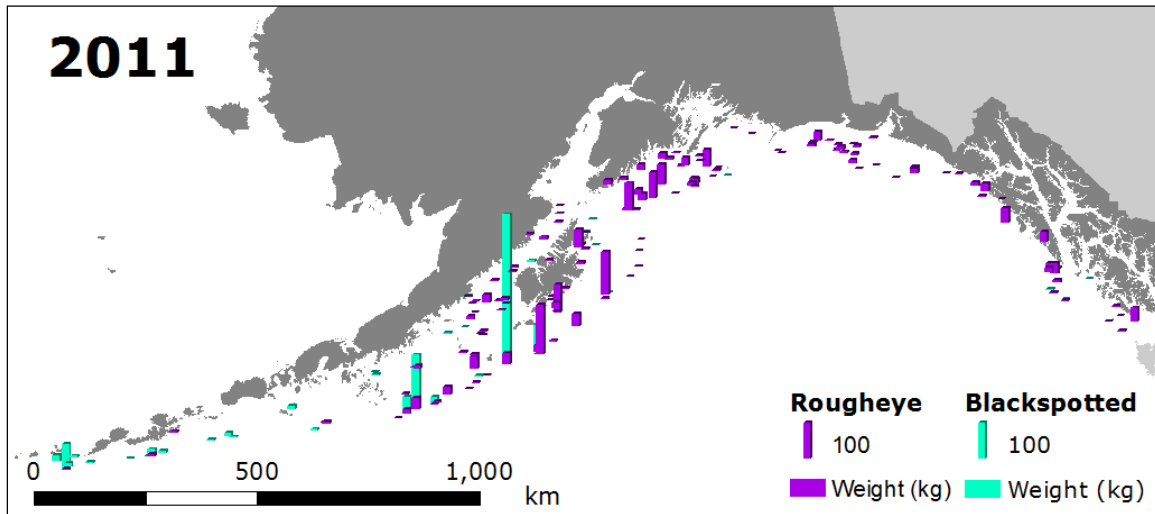 2011
Rougheye Blackspotted
100 100
0 500 1,000
km
Weight (kg) Weight (kg)